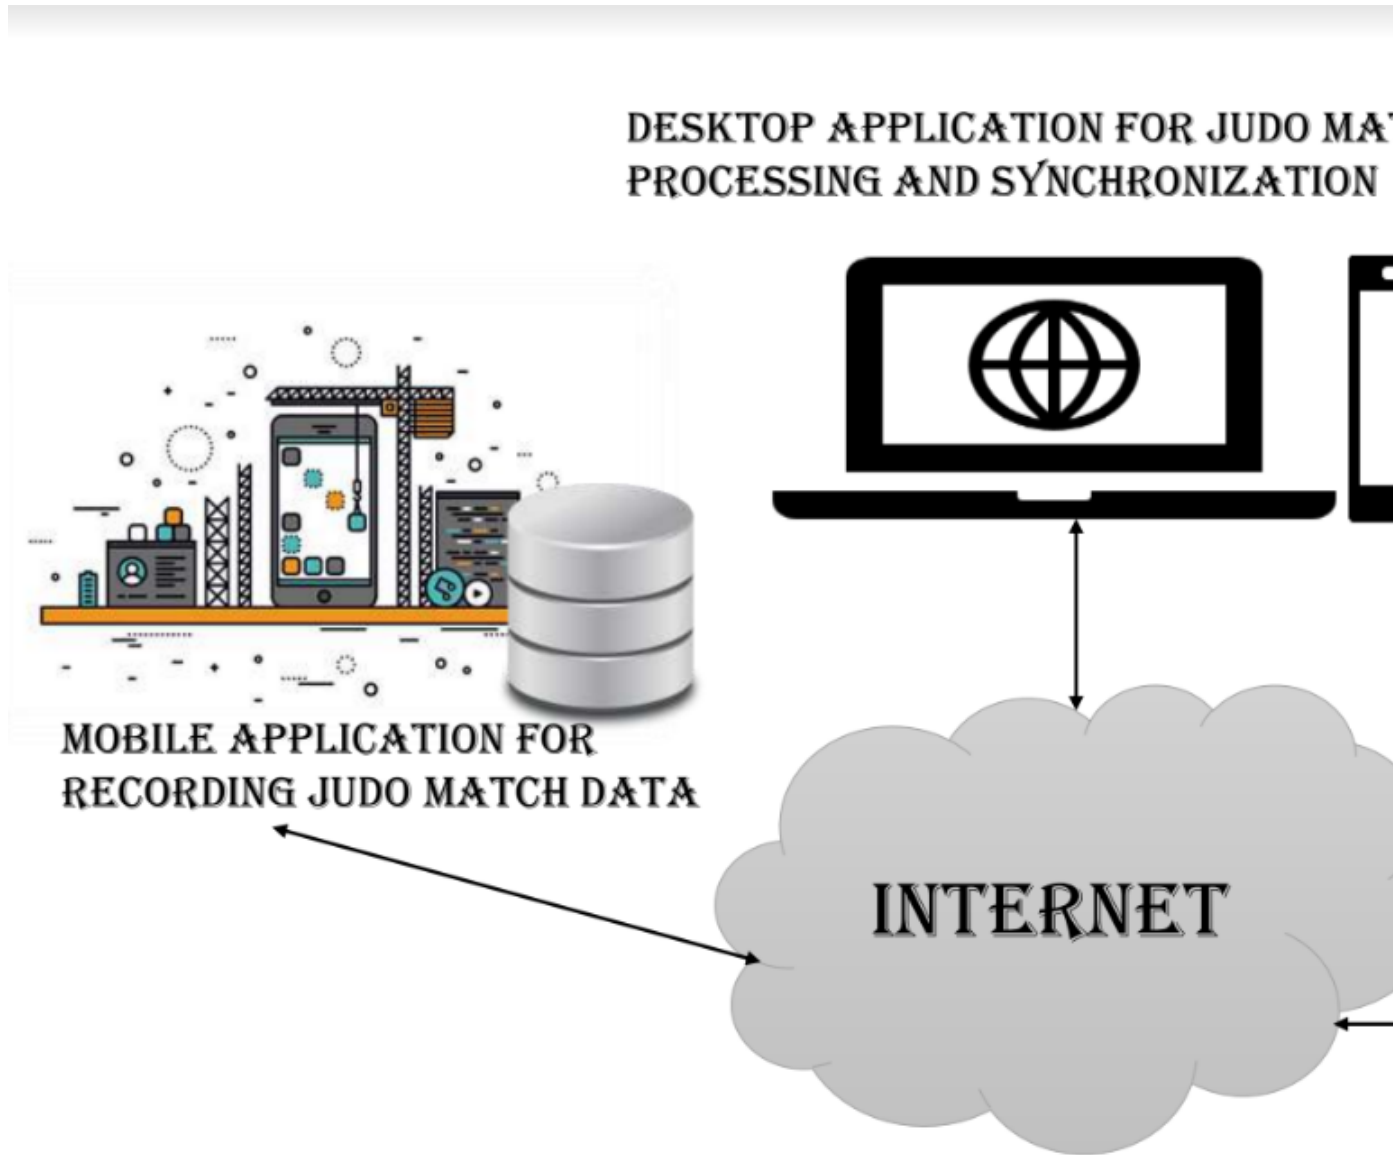 DESKTOP APPLICATION FOR JUDO
PROCESSING AND SYNCHRONIZATION
MOBILE APPLICATION FOR
RECORDING JUDO MATCH DATA
INTERNET